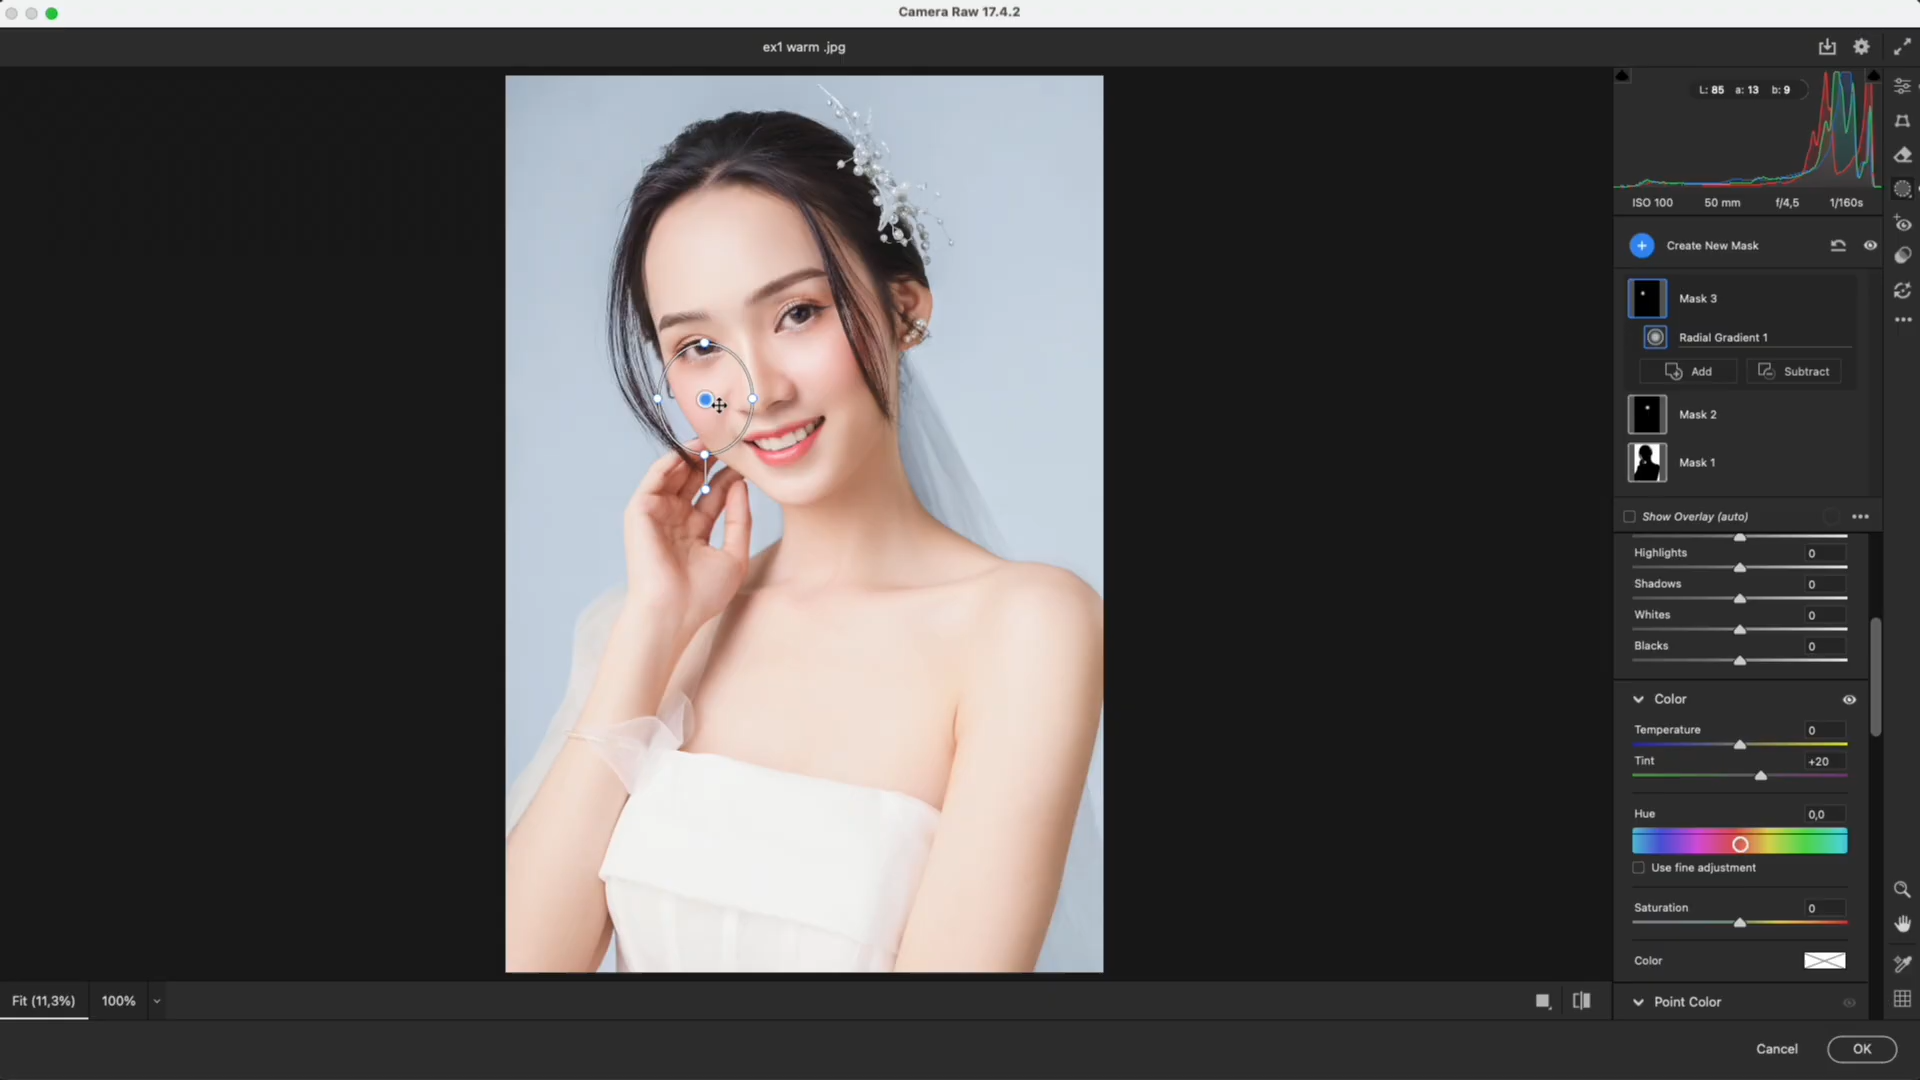 Camera Raw 17.4.2
ex1 warm .jpg
L: 85 a: 13 b: 9
ISO 100 50 mm f/4,5 1/160s
Create New Mask
Mask 3
Radial Gradient 1
Add Subtract
Mask 2
Mask 1
Show Overlay (auto)
Highlights 0
Shadows 0
Whites 0
Blacks 0
Color
Temperature 0
Tint +20
Hue 0,0
Use fine adjustment
Saturation 0
Color
Point Color
Fit (11,3%) 100%
Cancel OK